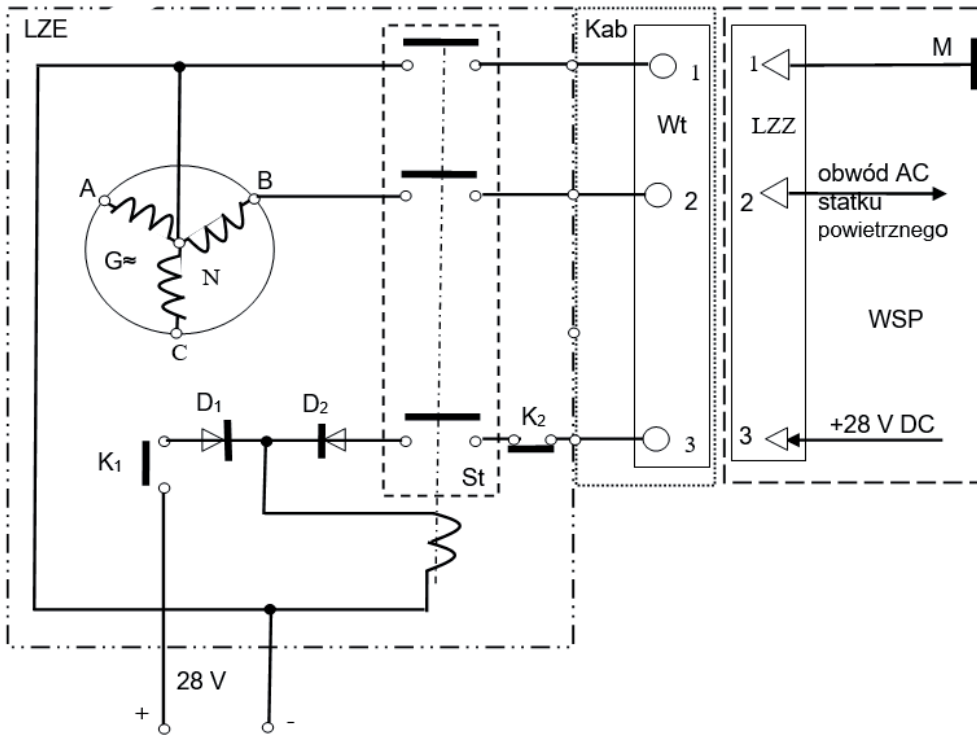 LZE
Kab
M
1
1
Wt
LZZ
A
B
2
2
obwód AC
statku
powietrznego
G≈
N
C
WSP
D₁
D₂
K₂
+28 V DC
K₁
3
3
St
28 V
+
-